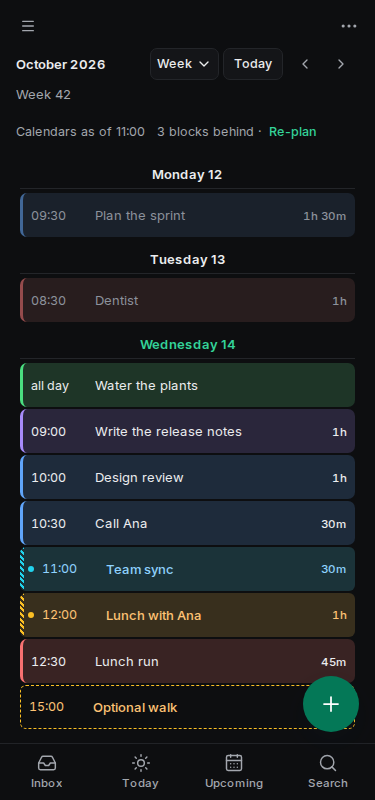 October 2026 Week Today
Week 42
Calendars as of 11:00 3 blocks behind · Re-plan
Monday 12
09:30 Plan the sprint 1h 30m
Tuesday 13
08:30 Dentist 1h
Wednesday 14
all day Water the plants
09:00 Write the release notes 1h
10:00 Design review 1h
10:30 Call Ana 30m
11:00 Team sync 30m
12:00 Lunch with Ana 1h
12:30 Lunch run 45m
15:00 Optional walk
Inbox Today Upcoming Search